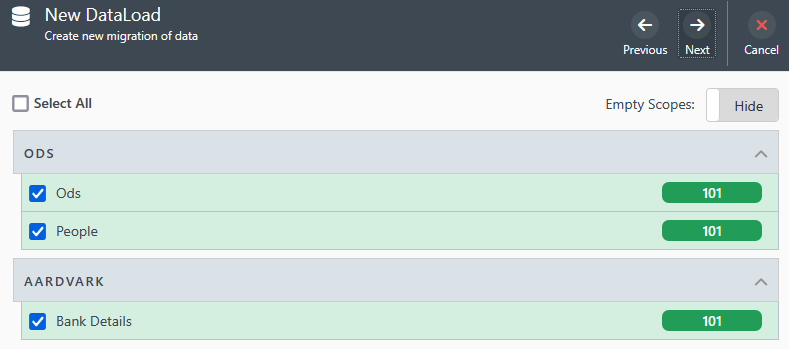 New DataLoad
Create new migration of data
Previous
Next
Cancel
Select All
Empty Scopes:
Hide
ODS
Ods
101
People
101
AARDVARK
Bank Details
101